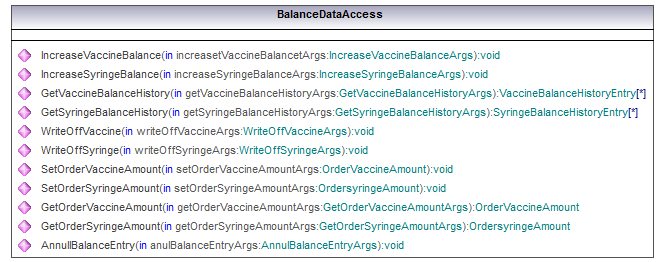 BalanceDataAccess
IncreaseVaccineBalance(in increasetVaccineBalancetArgs:IncreaseVaccineBalanceArgs):void
IncreaseSyringeBalance(in increaseSyringeBalanceArgs:IncreaseSyringeBalanceArgs):void
GetVaccineBalanceHistory(in getVaccineBalanceHistoryArgs:GetVaccineBalanceHistoryArgs):VaccineBalanceHistoryEntry[*]
GetSyringeBalanceHistory(in getSyringeBalanceHistoryArgs:GetSyringeBalanceHistoryArgs):SyringeBalanceHistoryEntry[*]
WriteOffVaccine(in writeOffVaccineArgs:WriteOffVaccineArgs):void
WriteOffSyringe(in writeOffSyringeArgs:WriteOffSyringeArgs):void
SetOrderVaccineAmount(in setOrderVaccineAmountArgs:OrderVaccineAmount):void
SetOrderSyringeAmount(in setOrderSyringeAmountArgs:OrdersyringeAmount):void
GetOrderVaccineAmount(in getOrderVaccineAmountArgs:GetOrderVaccineAmountArgs):OrderVaccineAmount
GetOrderSyringeAmount(in getOrderSyringeAmountArgs:GetOrderSyringeAmountArgs):OrdersyringeAmount
AnnulBalanceEntry(in anulBalanceEntryArgs:AnnulBalanceEntryArgs):void